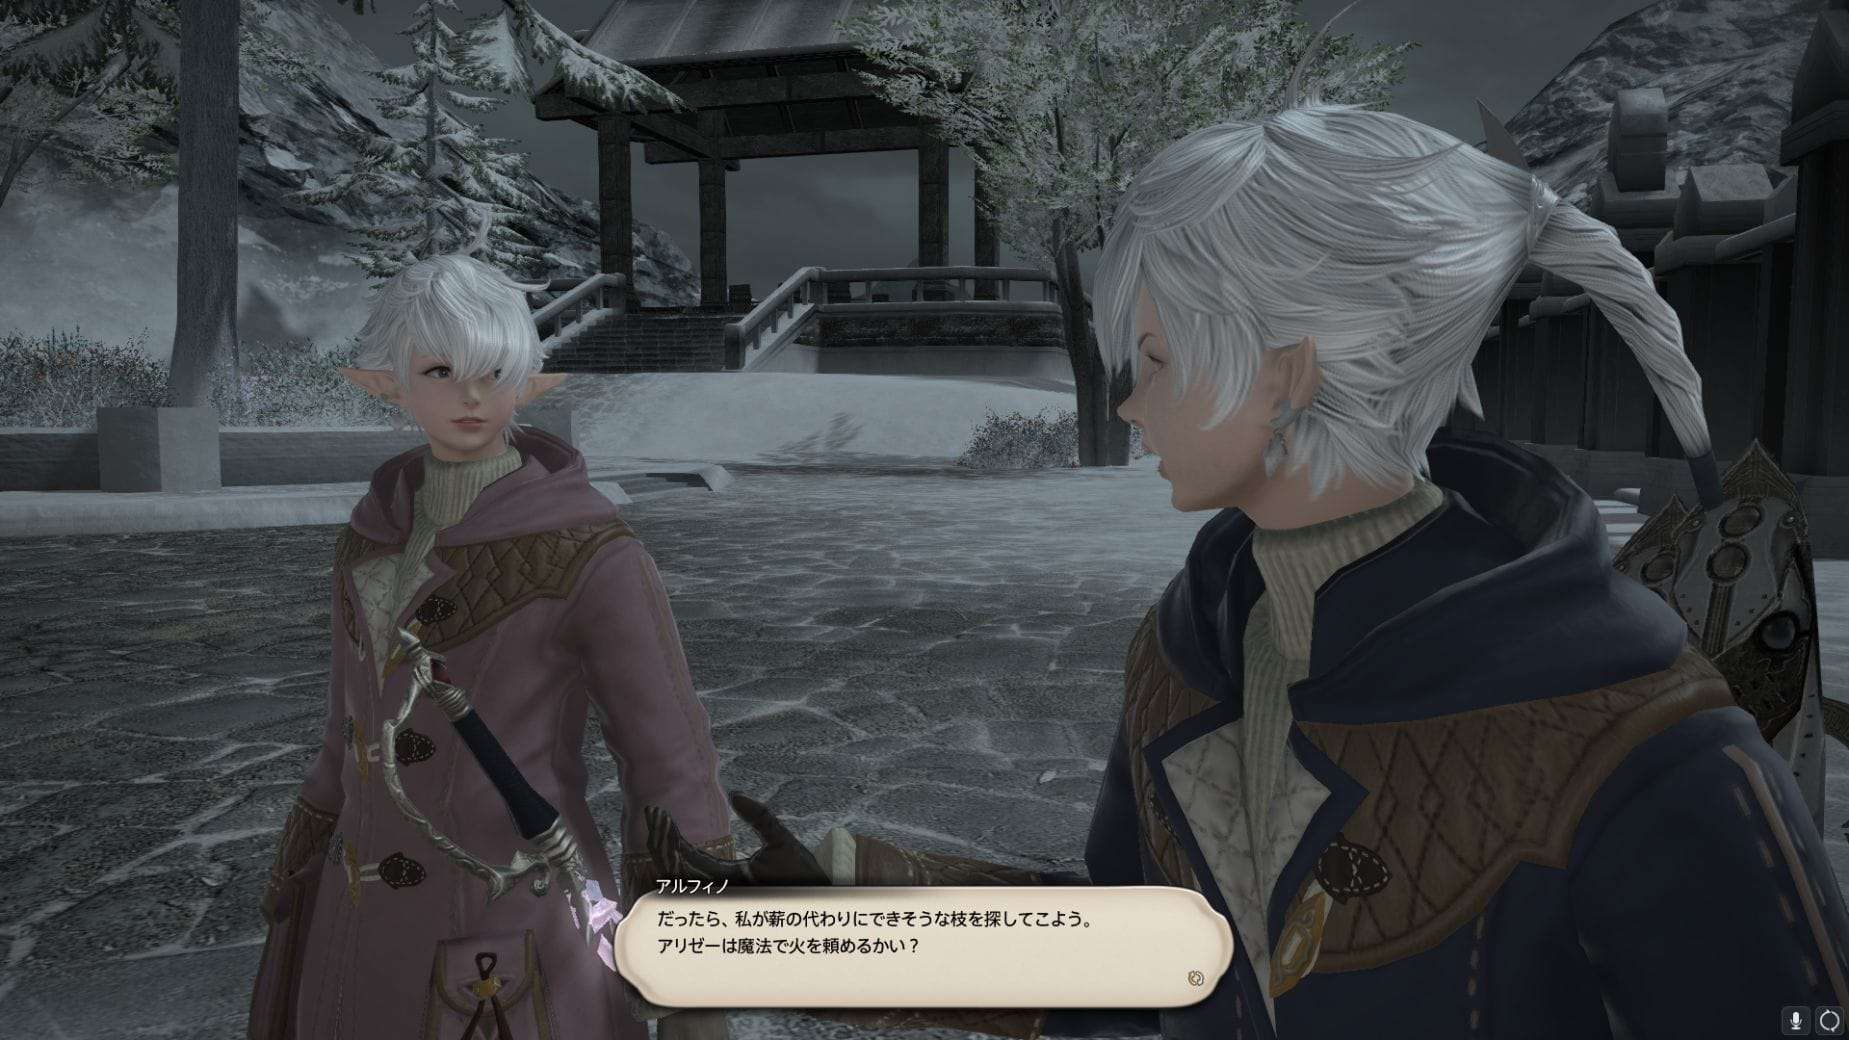 アルフィノ
だったら、私が薪の代わりにできそうな枝を探してこよう。
アリゼーは魔法で火を頼めるかい？